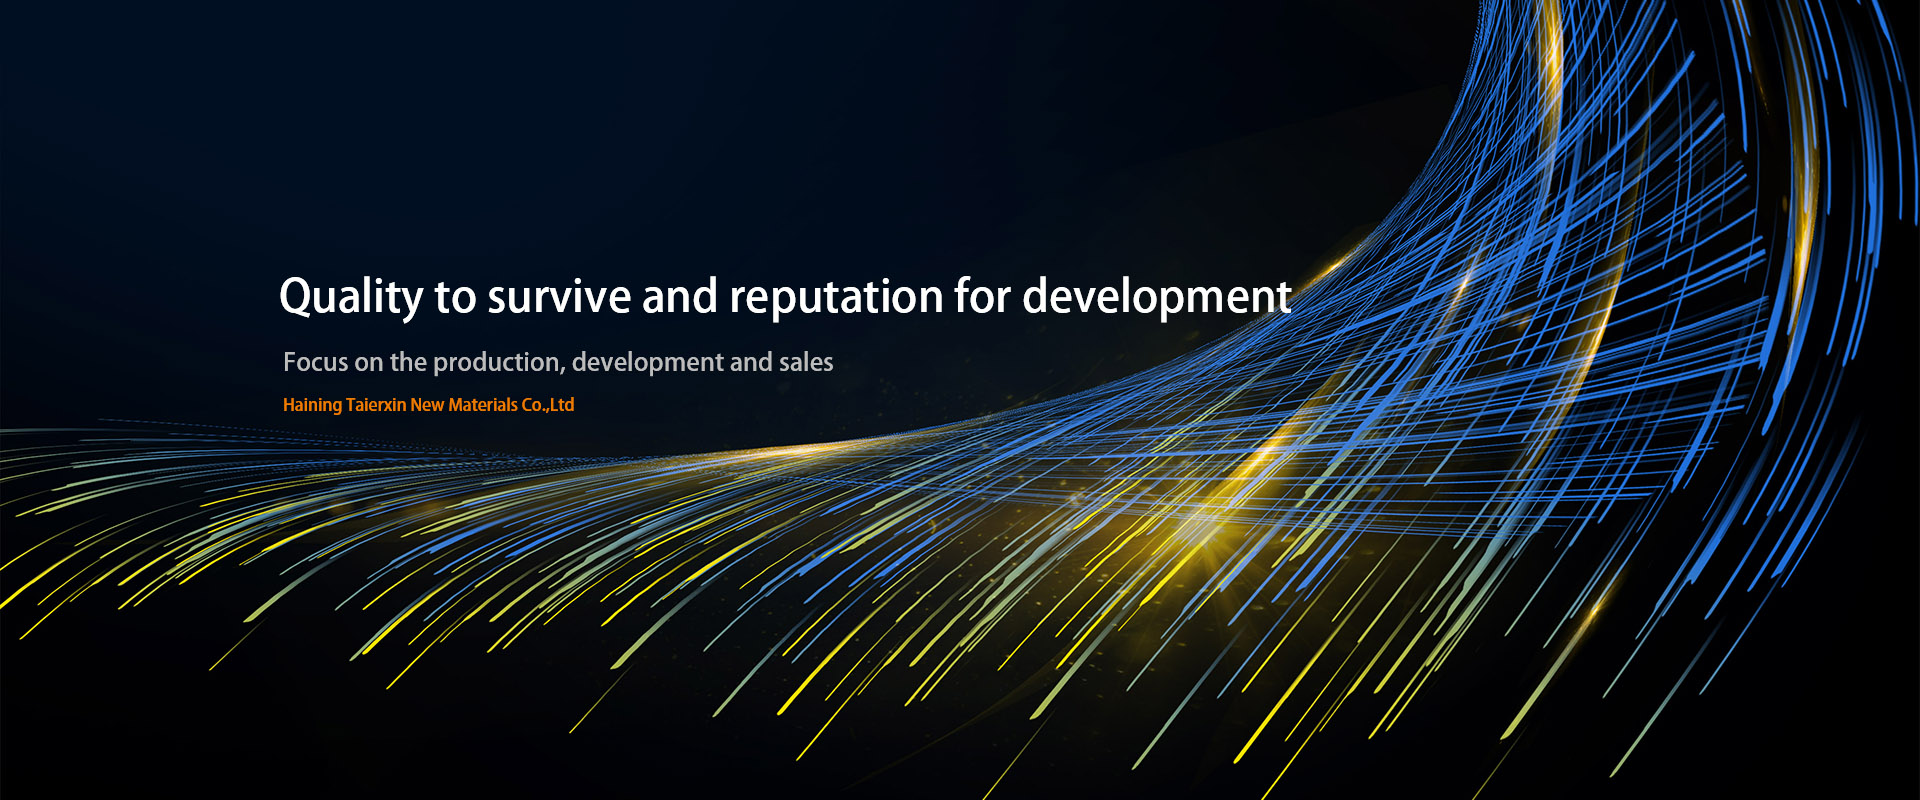 Quality to survive and reputation for development
Focus on the production, development and sales
Haining Taierxin New Materials Co.,Ltd